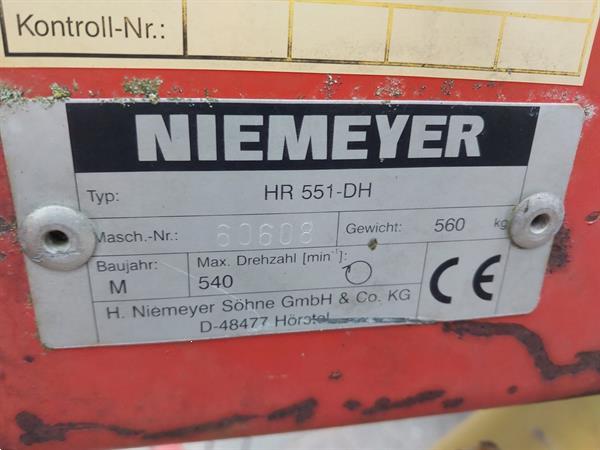 Kontroll-Nr.:
NIEMEYER
Typ: HR 551-DH
Masch.-Nr.: 60608 Gewicht: 560 kg
Baujahr: M Max. Drehzahl [min⁻¹] 540
CE
H. Niemeyer Söhne GmbH & Co. KG
D-48477 Hörstel